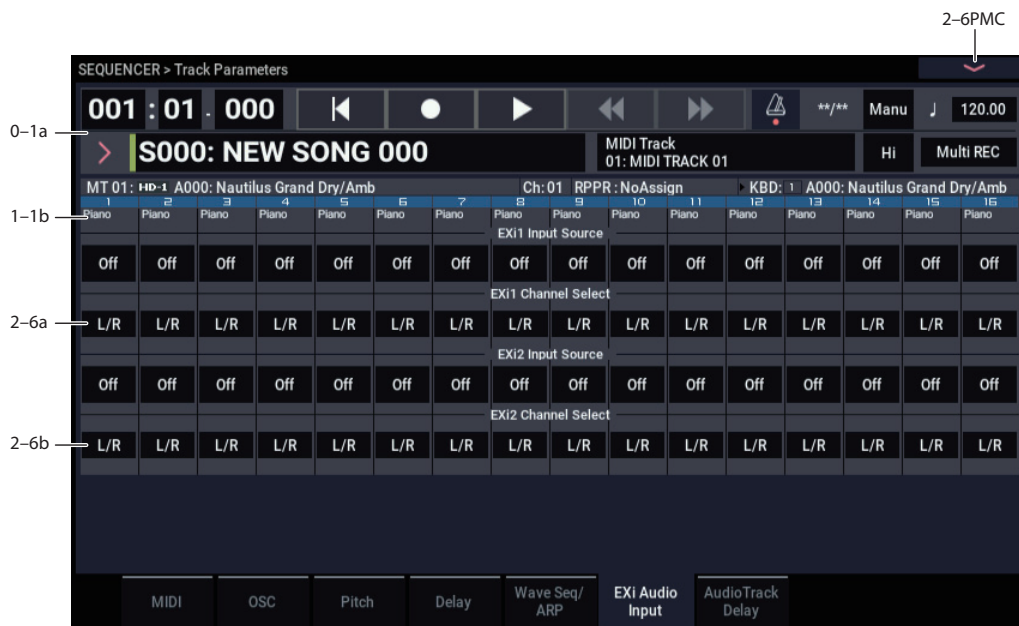 2–6PMC
SEQUENCER > Track Parameters
001 : 01 . 000 **/** Manu ♩ 120.00
0–1a
S000: NEW SONG 000 MIDI Track
01: MIDI TRACK 01 Hi Multi REC
MT 01: HD-1 A000: Nautilus Grand Dry/Amb Ch: 01 RPPR : NoAssign KBD: 1 A000: Nautilus Grand Dry/Amb
1 2 3 4 5 6 7 8 9 10 11 12 13 14 15 16
1–1b
Piano Piano Piano Piano Piano Piano Piano Piano Piano Piano Piano Piano Piano Piano Piano Piano
EXi1 Input Source
Off Off Off Off Off Off Off Off Off Off Off Off Off Off Off Off
EXi1 Channel Select
2–6a
L/R L/R L/R L/R L/R L/R L/R L/R L/R L/R L/R L/R L/R L/R L/R L/R
EXi2 Input Source
Off Off Off Off Off Off Off Off Off Off Off Off Off Off Off Off
EXi2 Channel Select
2–6b
L/R L/R L/R L/R L/R L/R L/R L/R L/R L/R L/R L/R L/R L/R L/R L/R
MIDI
OSC
Pitch
Delay
Wave Seq/
ARP
EXi Audio
Input
AudioTrack
Delay